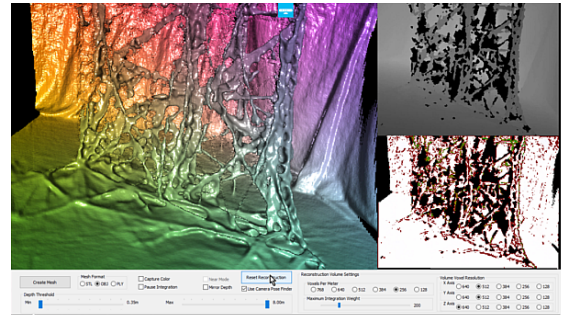 Create Mesh
Mesh Format
STL OBJ PLY
Capture Color
Pause Integration
Near Mode
Mirror Depth
Reset Reconstruction
Use Camera Pose Finder
Depth Threshold
Min 0.35m Max 8.00m
Reconstruction Volume Settings
Voxels Per Meter
768 640 512 384 256 128
Maximum Integration Weight
200
Volume Voxel Resolution
X Axis 640 512 384 256 128
Y Axis 640 512 384 256 128
Z Axis 640 512 384 256 128